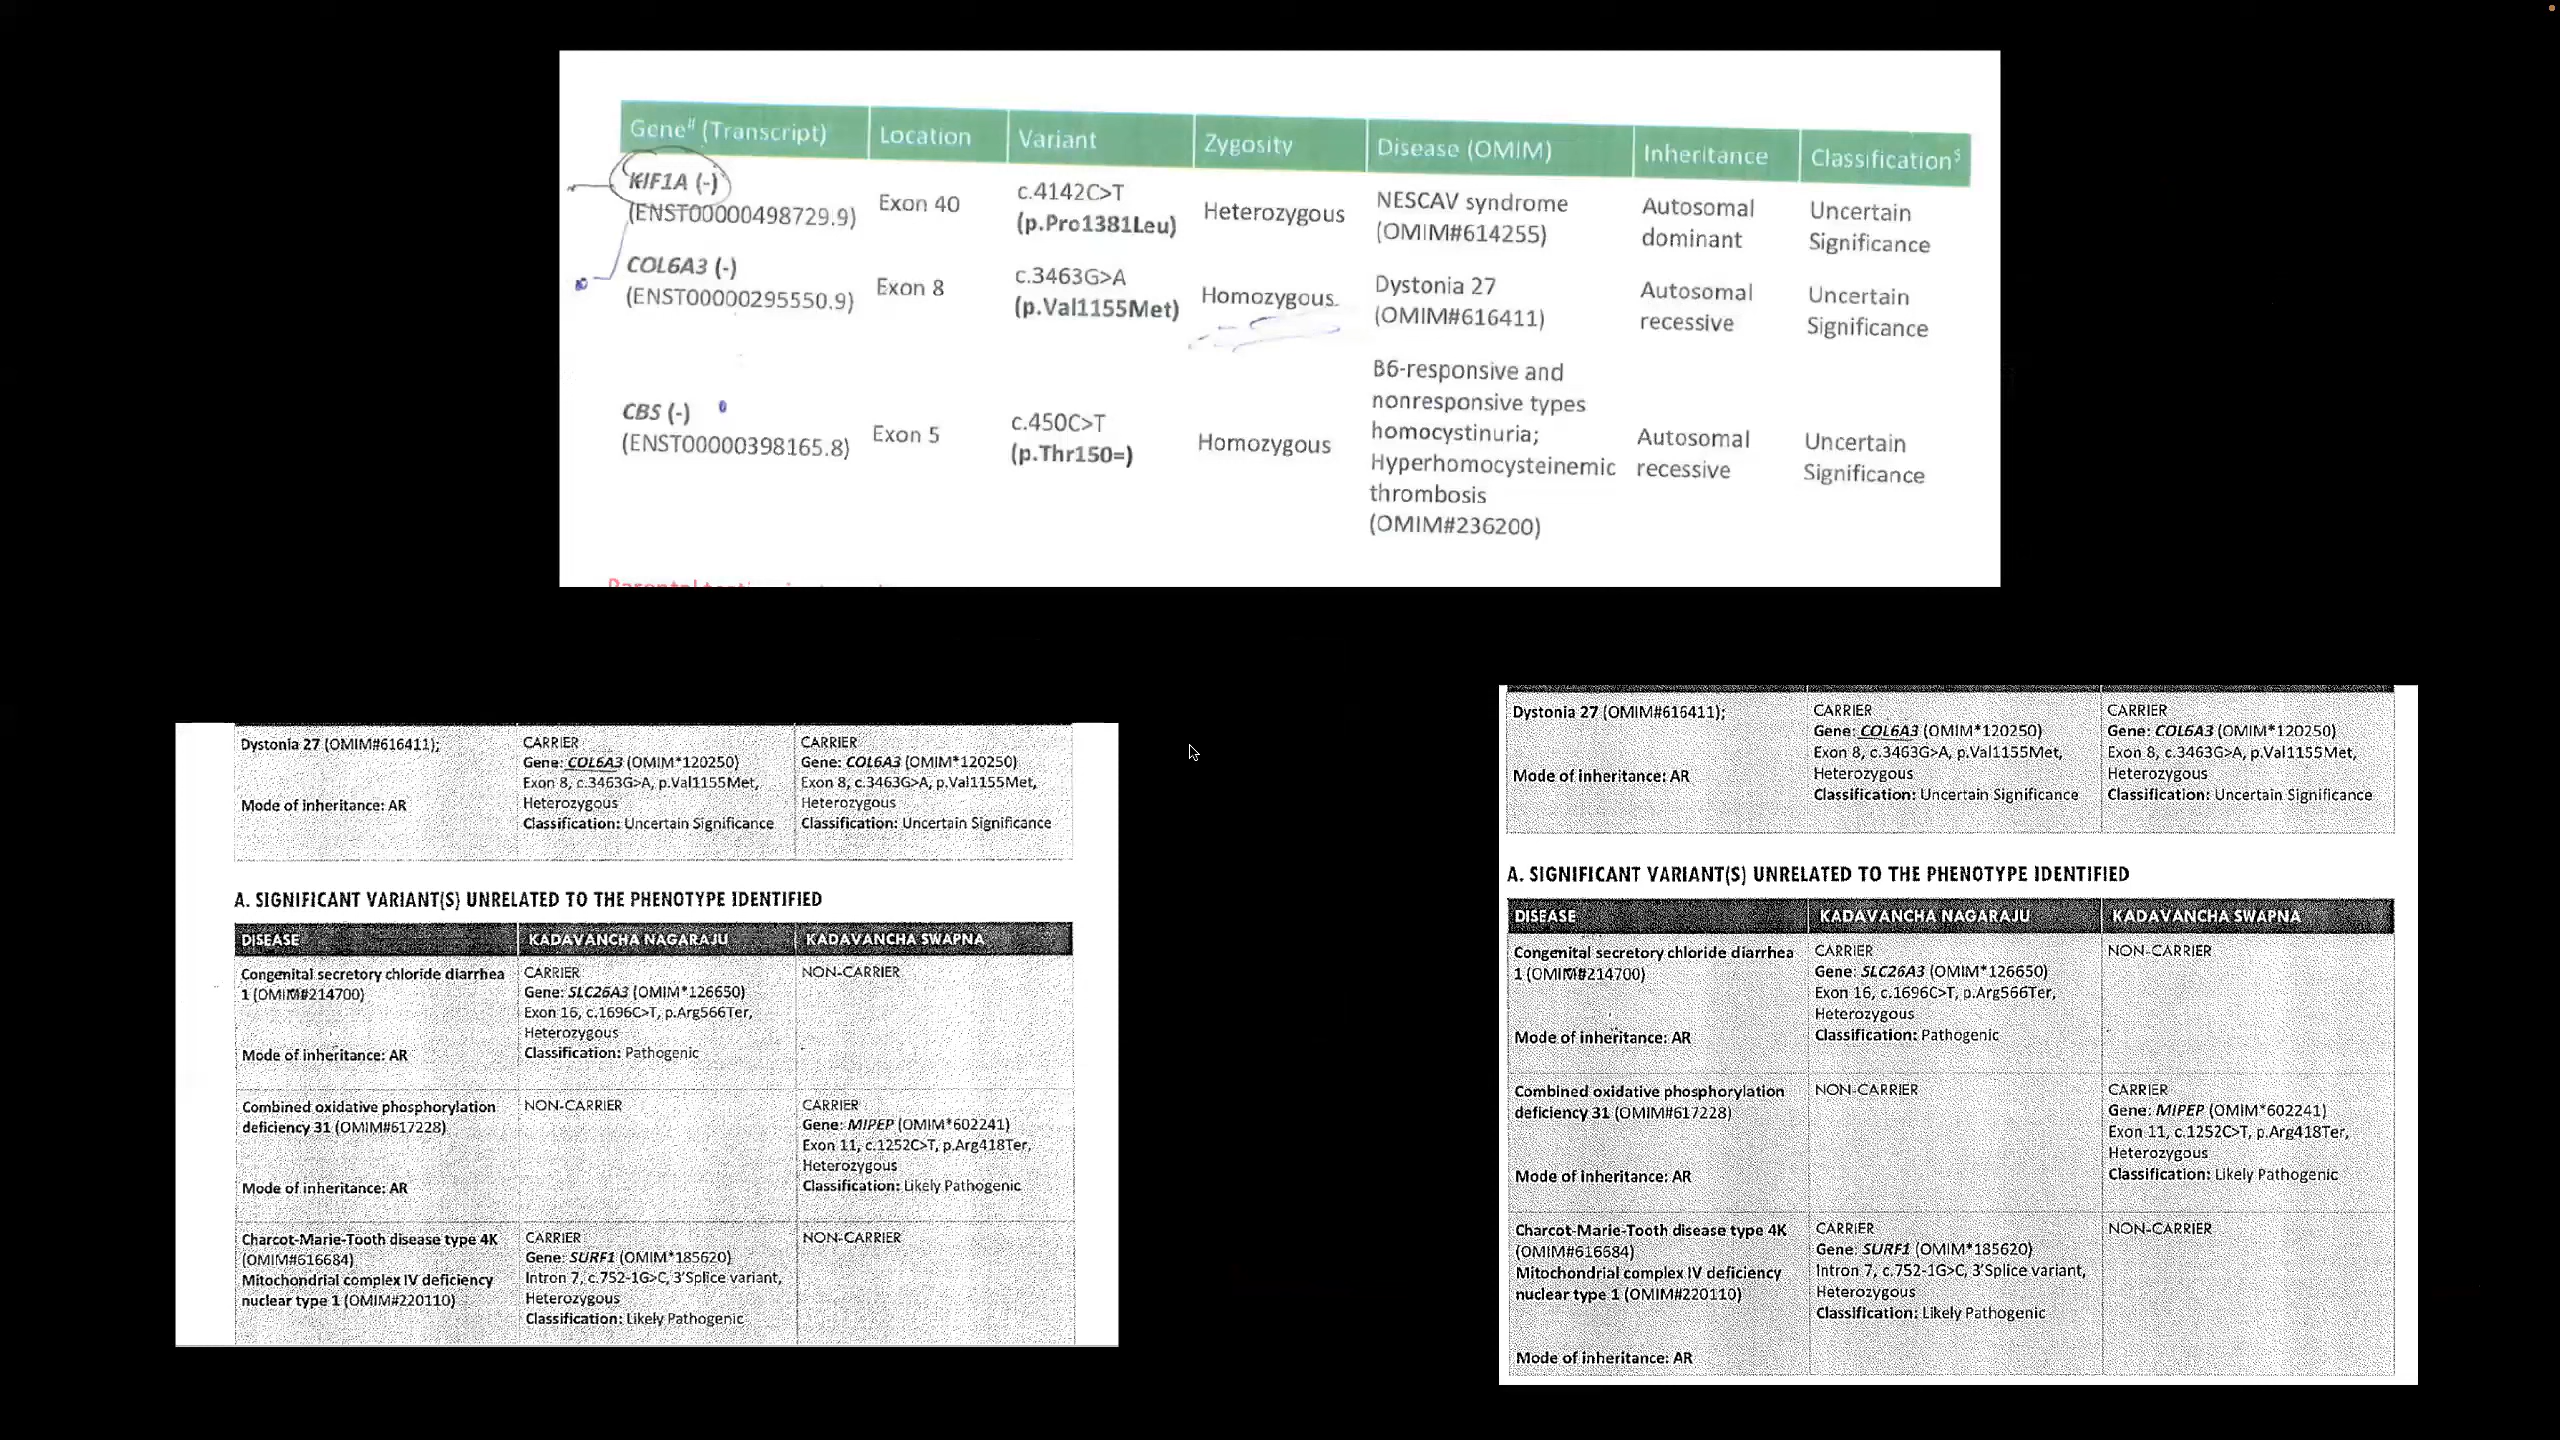 Gene# (Transcript) Location Variant Zygosity Disease (OMIM) Inheritance Classification$
KIF1A (-)
(ENST00000498729.9)
Exon 40
c.4142C>T
(p.Pro1381Leu)
Heterozygous
NESCAV syndrome
(OMIM#614255)
Autosomal
dominant
Uncertain
Significance
COL6A3 (-)
(ENST00000295550.9)
Exon 8
c.3463G>A
(p.Val1155Met)
Homozygous
Dystonia 27
(OMIM#616411)
Autosomal
recessive
Uncertain
Significance
CBS (-)
(ENST00000398165.8)
Exon 5
c.450C>T
(p.Thr150=)
Homozygous
B6-responsive and
nonresponsive types
homocystinuria;
Hyperhomocysteinemic
thrombosis
(OMIM#236200)
Autosomal
recessive
Uncertain
Significance
Dystonia 27 (OMIM#616411);
Mode of inheritance: AR
CARRIER
Gene: COL6A3 (OMIM*120250)
Exon 8, c.3463G>A, p.Val1155Met,
Heterozygous
Classification: Uncertain Significance
CARRIER
Gene: COL6A3 (OMIM*120250)
Exon 8, c.3463G>A, p.Val1155Met,
Heterozygous
Classification: Uncertain Significance
A. SIGNIFICANT VARIANT(S) UNRELATED TO THE PHENOTYPE IDENTIFIED
DISEASE KADAVANCHA NAGARAJU KADAVANCHA SWAPNA
Congenital secretory chloride diarrhea
1 (OMIM#214700)
Mode of inheritance: AR
CARRIER
Gene: SLC26A3 (OMIM*126650)
Exon 16, c.1696C>T, p.Arg566Ter,
Heterozygous
Classification: Pathogenic
NON-CARRIER
Combined oxidative phosphorylation
deficiency 31 (OMIM#617228)
Mode of inheritance: AR
NON-CARRIER
CARRIER
Gene: MIPEP (OMIM*602241)
Exon 11, c.1252C>T, p.Arg418Ter,
Heterozygous
Classification: Likely Pathogenic
Charcot-Marie-Tooth disease type 4K
(OMIM#616684)
Mitochondrial complex IV deficiency
nuclear type 1 (OMIM#220110)
CARRIER
Gene: SURF1 (OMIM*185620)
Intron 7, c.752-1G>C, 3'Splice variant,
Heterozygous
Classification: Likely Pathogenic
NON-CARRIER
Dystonia 27 (OMIM#616411);
Mode of inheritance: AR
CARRIER
Gene: COL6A3 (OMIM*120250)
Exon 8, c.3463G>A, p.Val1155Met,
Heterozygous
Classification: Uncertain Significance
CARRIER
Gene: COL6A3 (OMIM*120250)
Exon 8, c.3463G>A, p.Val1155Met,
Heterozygous
Classification: Uncertain Significance
A. SIGNIFICANT VARIANT(S) UNRELATED TO THE PHENOTYPE IDENTIFIED
DISEASE KADAVANCHA NAGARAJU KADAVANCHA SWAPNA
Congenital secretory chloride diarrhea
1 (OMIM#214700)
Mode of inheritance: AR
CARRIER
Gene: SLC26A3 (OMIM*126650)
Exon 16, c.1696C>T, p.Arg566Ter,
Heterozygous
Classification: Pathogenic
NON-CARRIER
Combined oxidative phosphorylation
deficiency 31 (OMIM#617228)
Mode of inheritance: AR
NON-CARRIER
CARRIER
Gene: MIPEP (OMIM*602241)
Exon 11, c.1252C>T, p.Arg418Ter,
Heterozygous
Classification: Likely Pathogenic
Charcot-Marie-Tooth disease type 4K
(OMIM#616684)
Mitochondrial complex IV deficiency
nuclear type 1 (OMIM#220110)
Mode of inheritance: AR
CARRIER
Gene: SURF1 (OMIM*185620)
Intron 7, c.752-1G>C, 3'Splice variant,
Heterozygous
Classification: Likely Pathogenic
NON-CARRIER